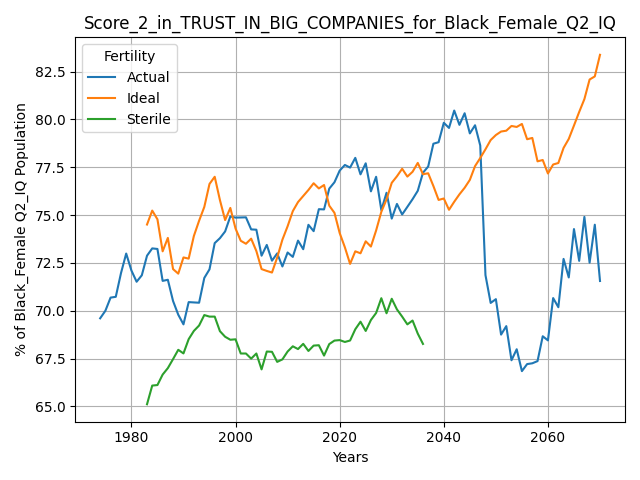 Score_2_in_TRUST_IN_BIG_COMPANIES_for_Black_Female_Q2_IQ
Fertility
Actual
Ideal
Sterile
% of Black_Female Q2_IQ Population
82.5
80.0
77.5
75.0
72.5
70.0
67.5
65.0
1980
2000
2020
2040
2060
Years